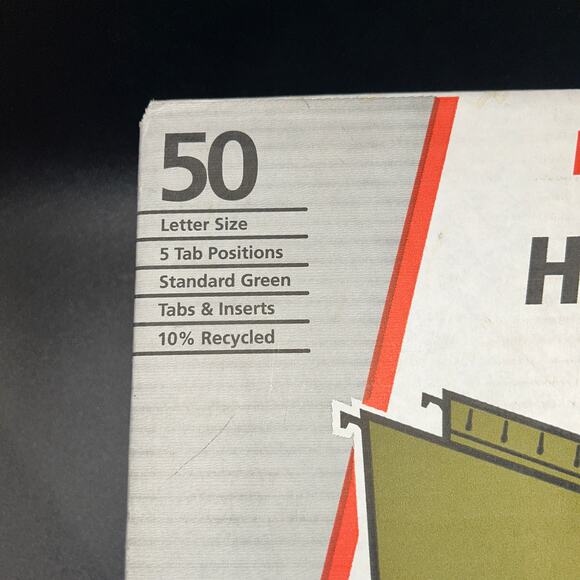 50
Letter Size
5 Tab Positions
Standard Green
Tabs & Inserts
10% Recycled
H